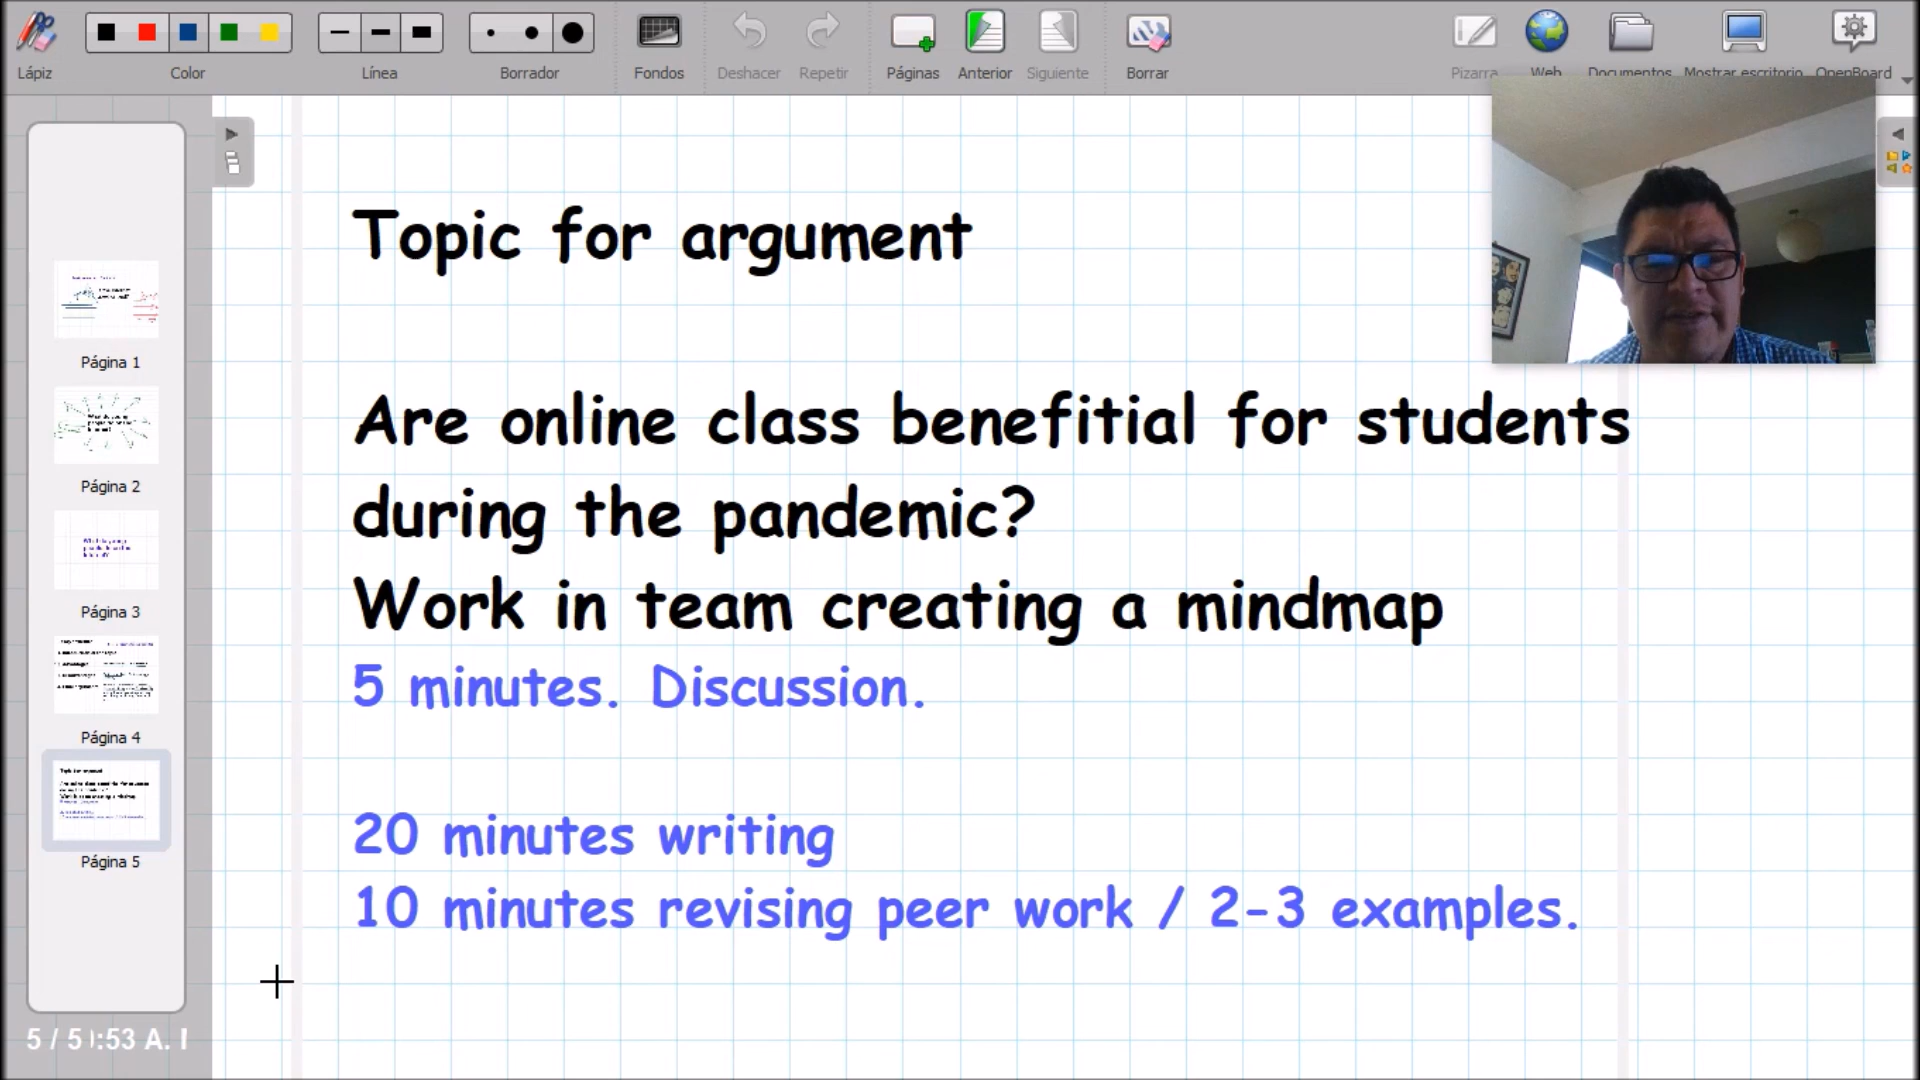 Lápiz
Color
Línea
Borrador
Fondos
Deshacer
Repetir
Páginas
Anterior
Siguiente
Borrar
Pizarra
Web
Documentos
Mostrar escritorio
OpenBoard
Topic for argument
Are online class benefitial for students
during the pandemic?
Work in team creating a mindmap
5 minutes. Discussion.
20 minutes writing
10 minutes revising peer work / 2-3 examples.
Página 1
Página 2
Página 3
Página 4
Página 5
5 / 5
:53 A.